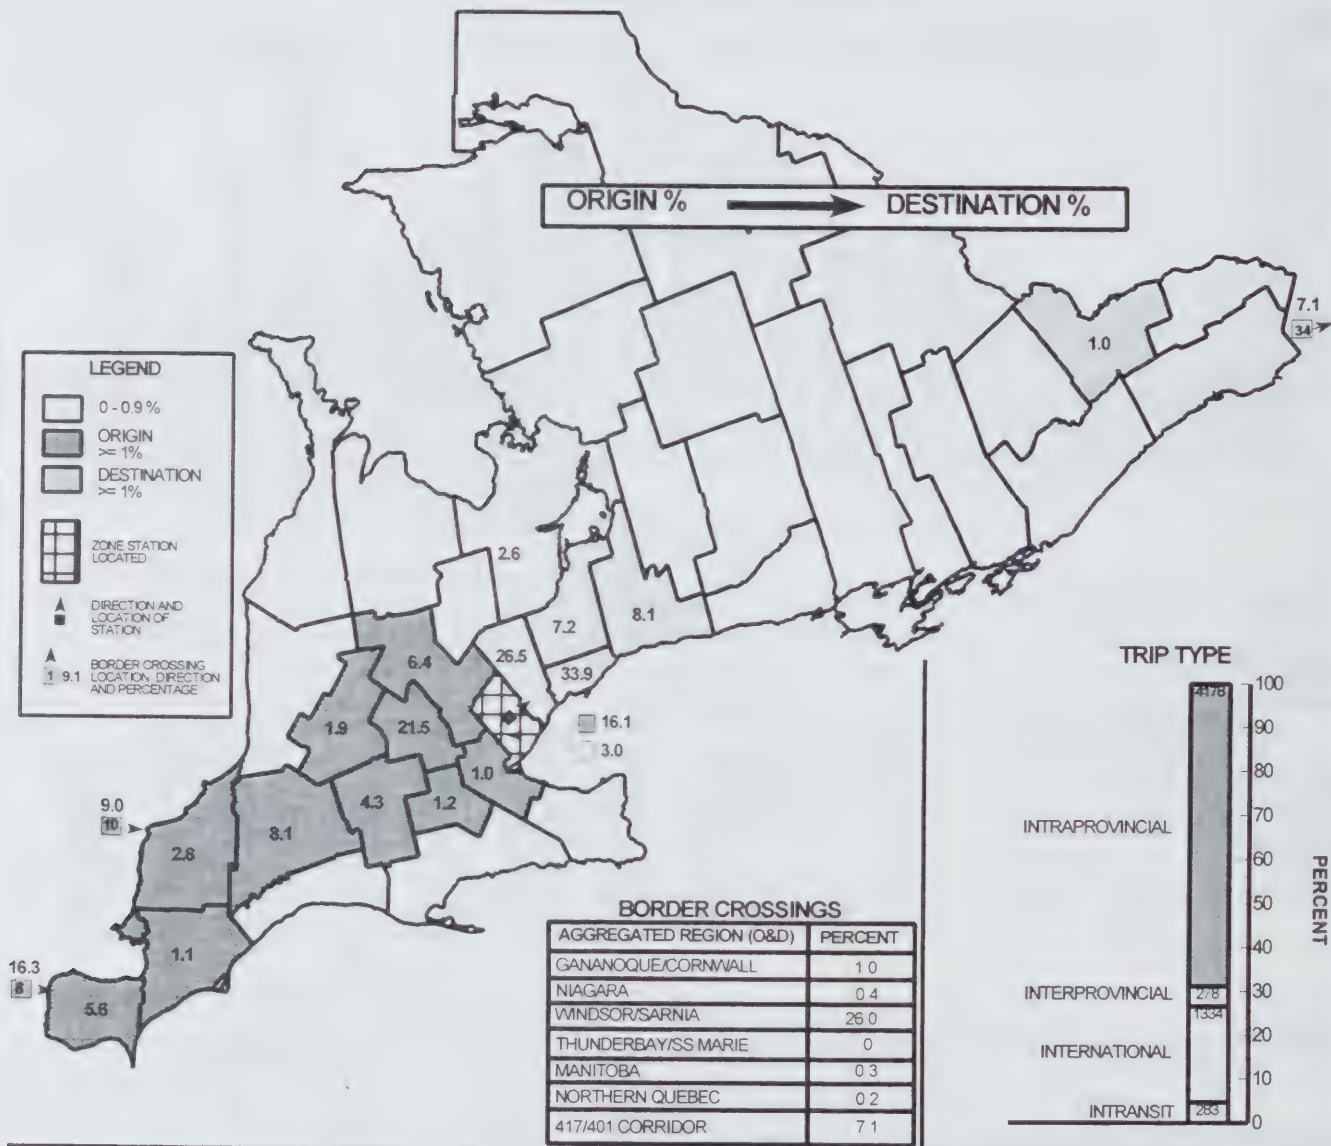 ORIGIN % DESTINATION %
7.1
34
1.0
LEGEND
0 - 0.9 %
ORIGIN
>= 1%
DESTINATION
>= 1%
ZONE STATION
LOCATED
DIRECTION AND
LOCATION OF
STATION
1 9.1
BORDER CROSSING
LOCATION, DIRECTION
AND PERCENTAGE
2.6
8.1
7.2
26.5
33.9
6.4
1.9
21.5
16.1
3.0
1.0
4.3
1.2
9.0
10
2.8
8.1
1.1
16.3
8
5.6
BORDER CROSSINGS
AGGREGATED REGION (O&D) PERCENT
GANANOQUE/CORNWALL 1 0
NIAGARA 0 4
WINDSOR/SARNIA 26 0
THUNDERBAY/SS MARIE 0
MANITOBA 0 3
NORTHERN QUEBEC 0 2
417/401 CORRIDOR 7 1
TRIP TYPE
4178
100
90
80
70
INTRAPROVINCIAL
60
50
40
INTERPROVINCIAL 278 30
1334
20
INTERNATIONAL
10
INTRANSIT 283 0
PERCENT